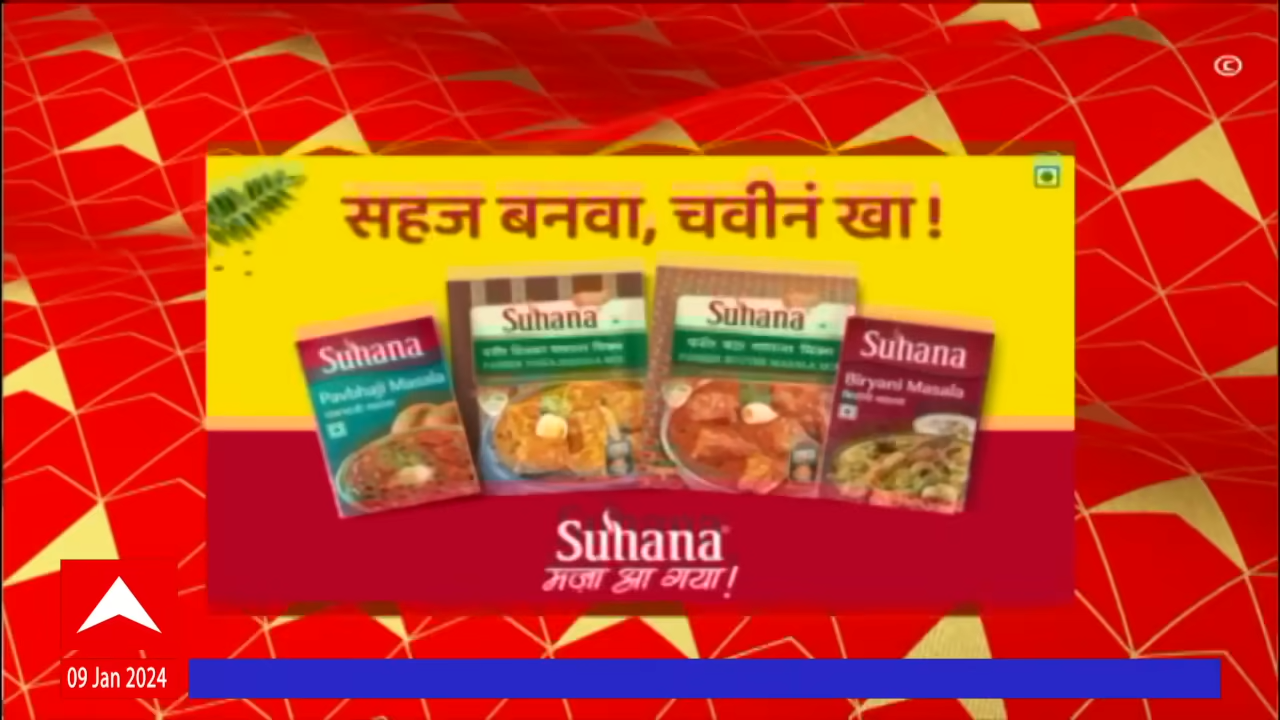 ©
सहज बनवा, चवीनं खा!
Suhana
Pavbhaji Masala
Suhana
Suhana
Suhana
Biryani Masala
Suhana
मज़ा आ गया!
09 Jan 2024